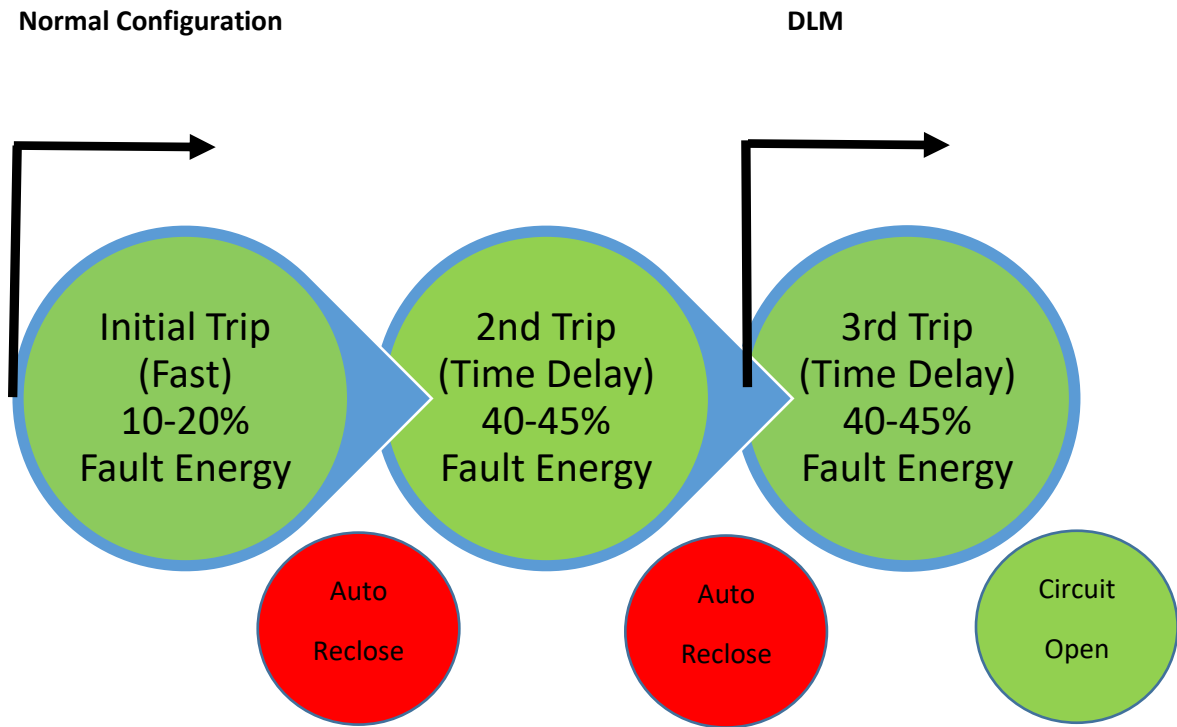 Normal Configuration
DLM
Initial Trip
(Fast)
10-20%
Fault Energy
2nd Trip
(Time Delay)
40-45%
Fault Energy
3rd Trip
(Time Delay)
40-45%
Fault Energy
Auto
Reclose
Auto
Reclose
Circuit
Open